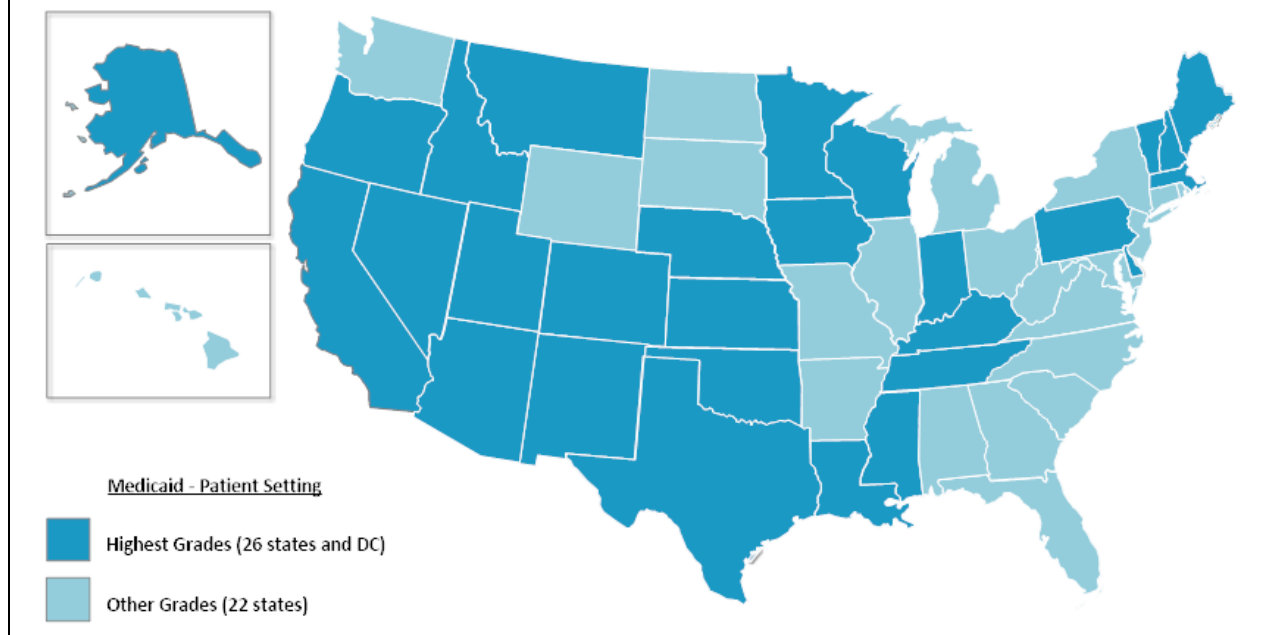 Medicaid - Patient Setting
Highest Grades (26 states and DC)
Other Grades (22 states)